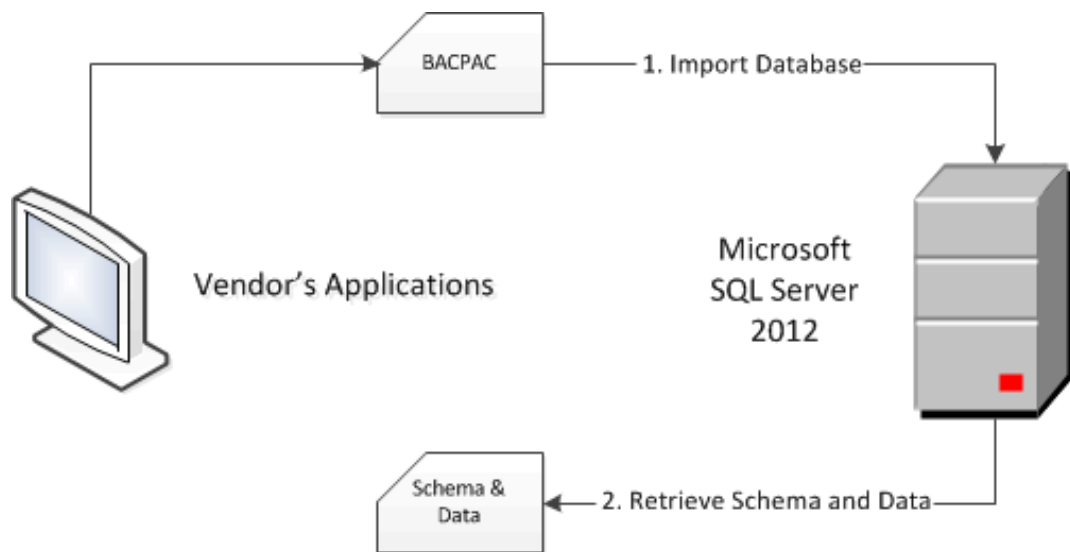 BACPAC
1. Import Database
Vendor's Applications
Microsoft
SQL Server
2012
Schema &
Data
2. Retrieve Schema and Data